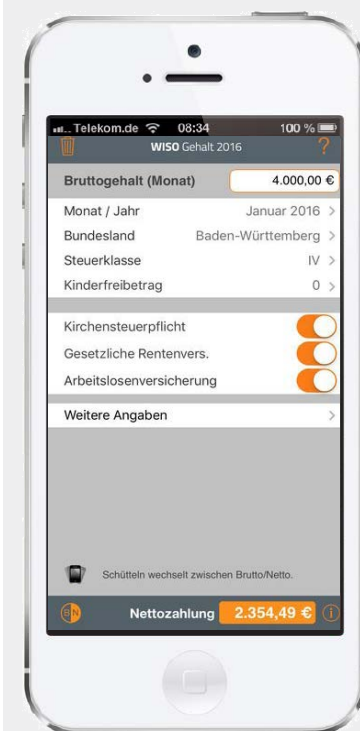 Telekom.de 08:34 100 %
WISO Gehalt 2016 ?
Bruttogehalt (Monat) 4.000,00 €
Monat / Jahr Januar 2016 >
Bundesland Baden-Württemberg >
Steuerklasse IV >
Kinderfreibetrag 0 >
Kirchensteuerpflicht
Gesetzliche Rentenvers.
Arbeitslosenversicherung
Weitere Angaben >
Schütteln wechselt zwischen Brutto/Netto.
B N Nettozahlung 2.354,49 € i